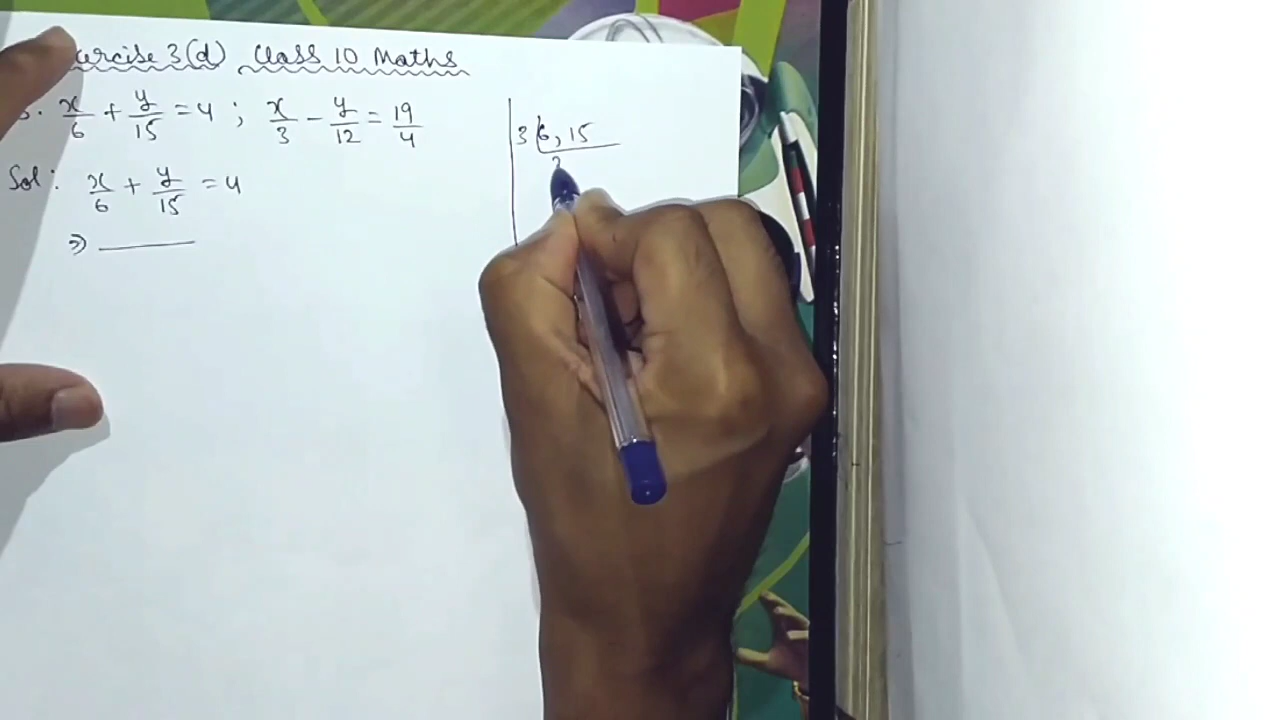 ercise 3(d) Class 10 Maths
x/6 + y/15 = 4 ; x/3 - y/12 = 19/4
Sol: x/6 + y/15 = 4
⇒
3 6, 15